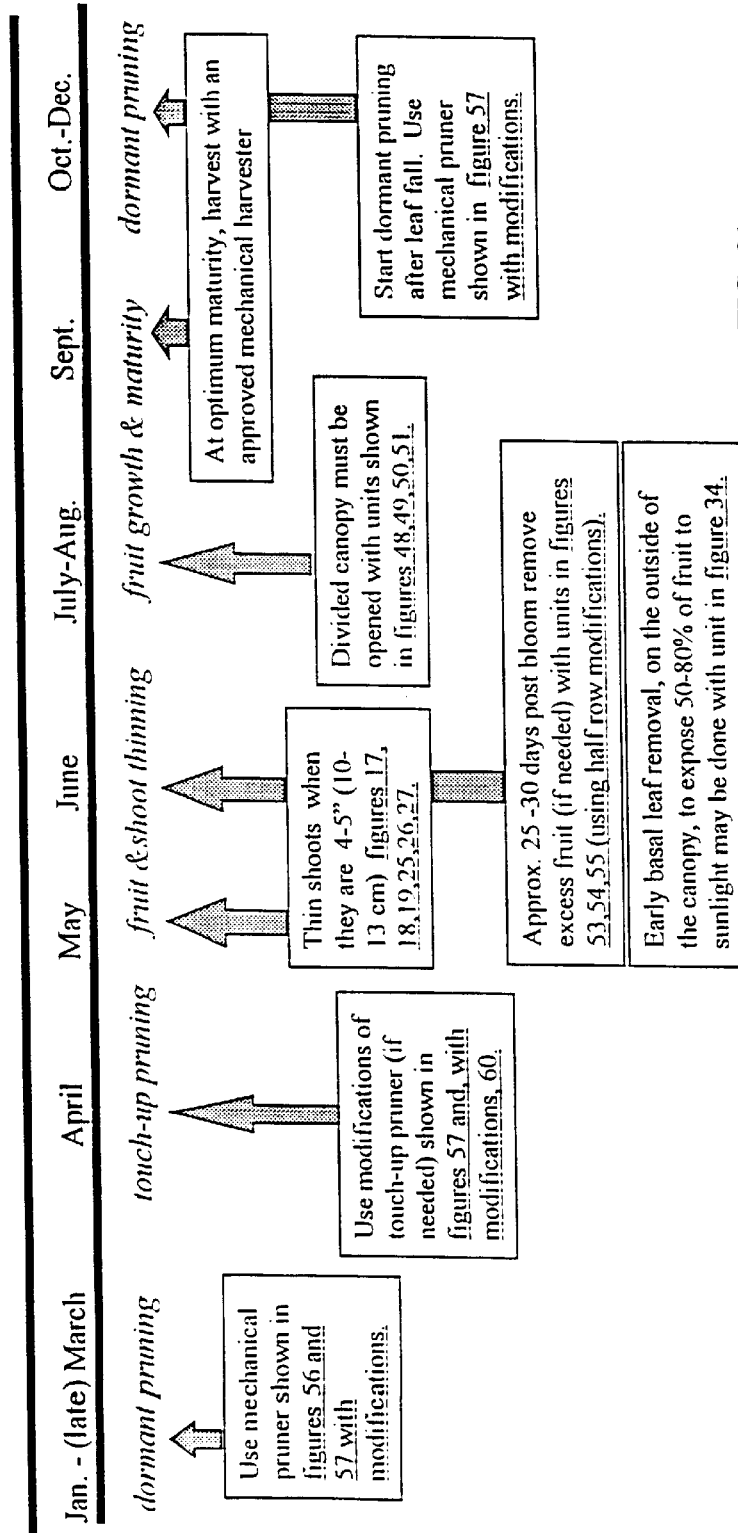 Jan. - (late) March April May June July-Aug. Sept. Oct.-Dec.
dormant pruning touch-up pruning fruit &shoot thinning fruit growth & maturity dormant pruning
Use mechanical
pruner shown in
figures 56 and
57 with
modifications.
Use modifications of
touch-up pruner (if
needed) shown in
figures 57 and, with
modifications, 60.
Thin shoots when
they are 4-5" (10-
13 cm) figures 17,
18,19,25,26,27.
Approx. 25 -30 days post bloom remove
excess fruit (if needed) with units in figures
53,54,55 (using half row modifications).
Early basal leaf removal, on the outside of
the canopy, to expose 50-80% of fruit to
sunlight may be done with unit in figure 34.
Divided canopy must be
opened with units shown
in figures 48,49,50,51.
At optimum maturity, harvest with an
approved mechanical harvester
Start dormant pruning
after leaf fall. Use
mechanical pruner
shown in figure 57
with modifications.